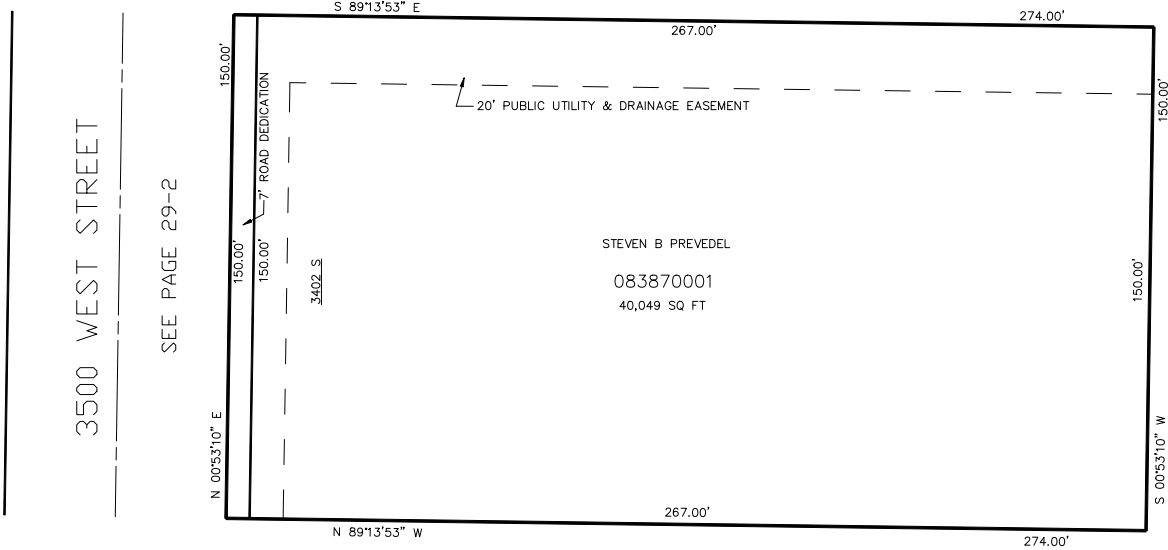 S 89°13'53" E
274.00'
267.00'
150.00'
150.00'
7' ROAD DEDICATION
20' PUBLIC UTILITY & DRAINAGE EASEMENT
3500 WEST STREET
SEE PAGE 29-2
150.00'
150.00'
3402 S
STEVEN B PREVEDEL
083870001
40,049 SQ FT
150.00'
N 00°53'10" E
S 00°53'10" W
267.00'
N 89°13'53" W
274.00'